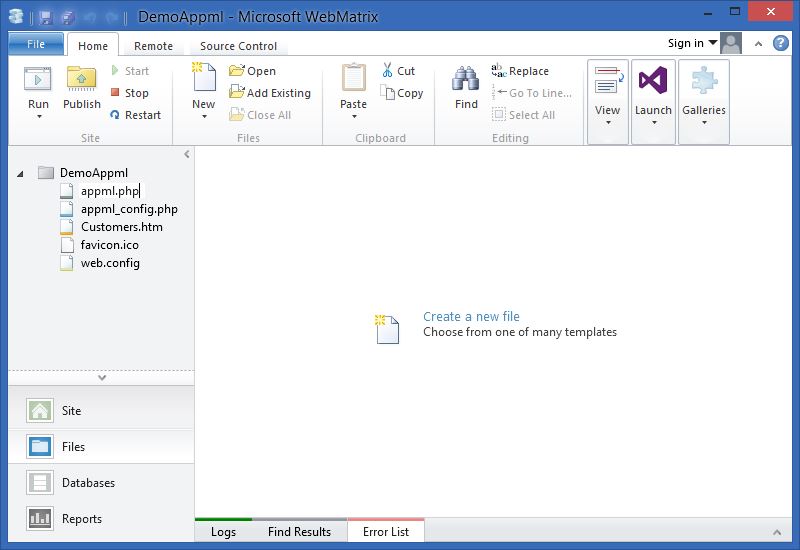 DemoAppml - Microsoft WebMatrix
File Home Remote Source Control Sign in
Run
Publish
Start
Stop
Restart
Site
New
Open
Add Existing
Close All
Files
Paste
Cut
Copy
Clipboard
Find
Replace
Go To Line...
Select All
Editing
View
Launch
Galleries
DemoAppml
appml.php
appml_config.php
Customers.htm
favicon.ico
web.config
Create a new file
Choose from one of many templates
Site
Files
Databases
Reports
Logs Find Results Error List